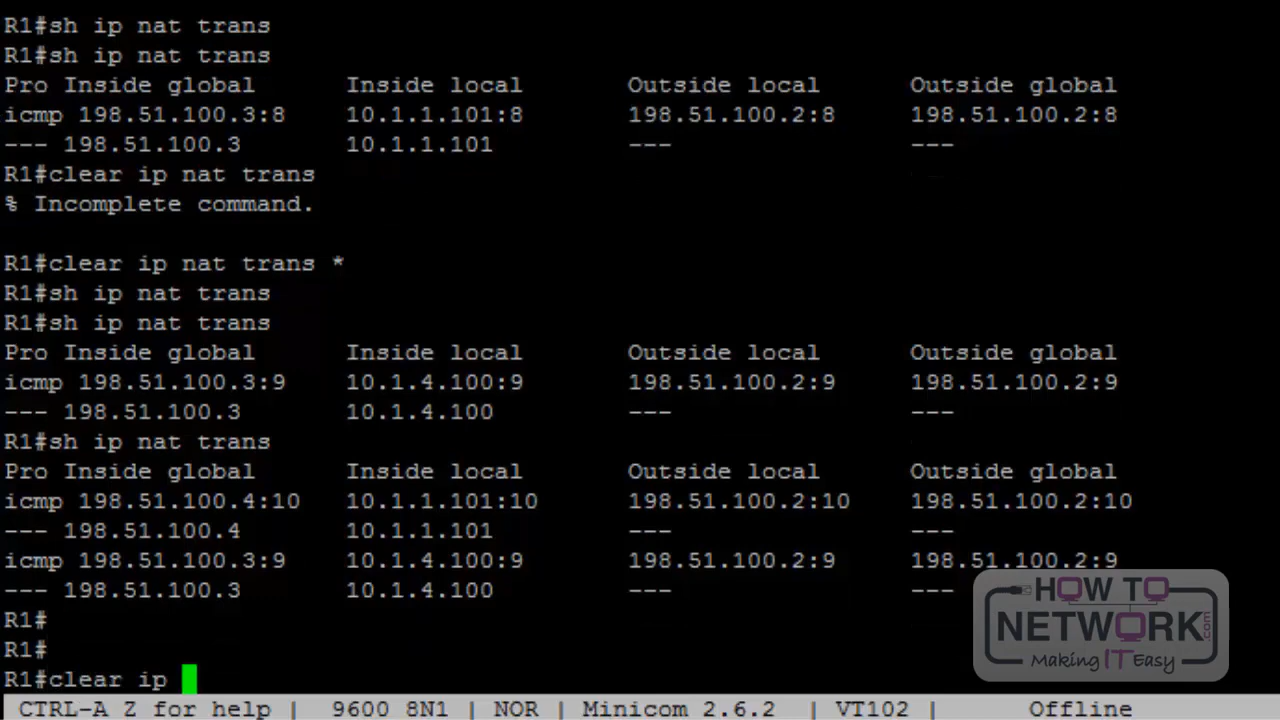 R1#sh ip nat trans
R1#sh ip nat trans
Pro Inside global      Inside local       Outside local      Outside global
icmp 198.51.100.3:8    10.1.1.101:8       198.51.100.2:8     198.51.100.2:8
--- 198.51.100.3       10.1.1.101         ---                ---
R1#clear ip nat trans
% Incomplete command.

R1#clear ip nat trans *
R1#sh ip nat trans
R1#sh ip nat trans
Pro Inside global      Inside local       Outside local      Outside global
icmp 198.51.100.3:9    10.1.4.100:9       198.51.100.2:9     198.51.100.2:9
--- 198.51.100.3       10.1.4.100         ---                ---
R1#sh ip nat trans
Pro Inside global      Inside local       Outside local      Outside global
icmp 198.51.100.4:10   10.1.1.101:10      198.51.100.2:10    198.51.100.2:10
--- 198.51.100.4       10.1.1.101         ---                ---
icmp 198.51.100.3:9    10.1.4.100:9       198.51.100.2:9     198.51.100.2:9
--- 198.51.100.3       10.1.4.100         ---                ---
R1#
R1#
R1#clear ip
CTRL-A Z for help |  9600 8N1 | NOR | Minicom 2.6.2  | VT102 |      Offline
HOW TO
NETWORK.com
Making IT Easy